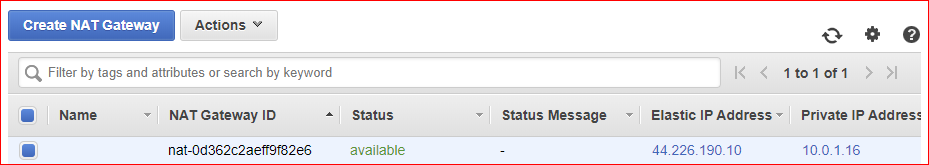 Create NAT Gateway Actions
Filter by tags and attributes or search by keyword 1 to 1 of 1
Name NAT Gateway ID Status Status Message Elastic IP Address Private IP Address
nat-0d362c2aeff9f82e6 available - 44.226.190.10 10.0.1.16